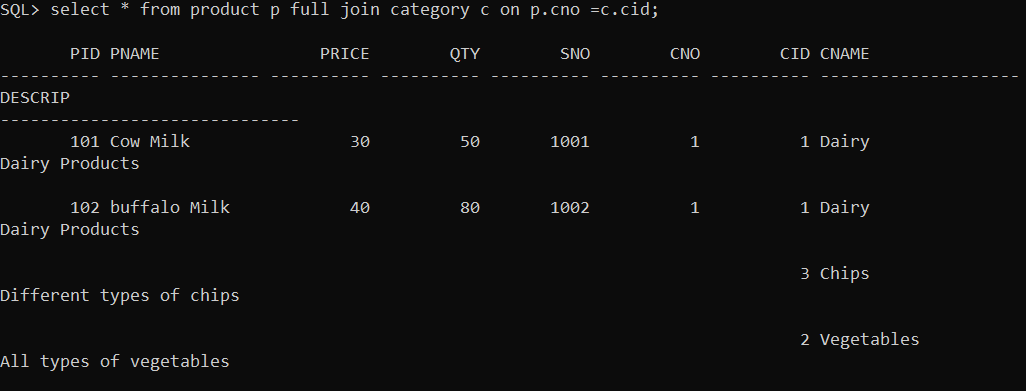 SQL> select * from product p full join category c on p.cno =c.cid;
PID PNAME PRICE QTY SNO CNO CID CNAME
---------- --------------- ---------- ---------- ---------- ---------- ---------- --------------------
DESCRIP
------------------------------
101 Cow Milk 30 50 1001 1 1 Dairy
Dairy Products
102 buffalo Milk 40 80 1002 1 1 Dairy
Dairy Products
3 Chips
Different types of chips
2 Vegetables
All types of vegetables